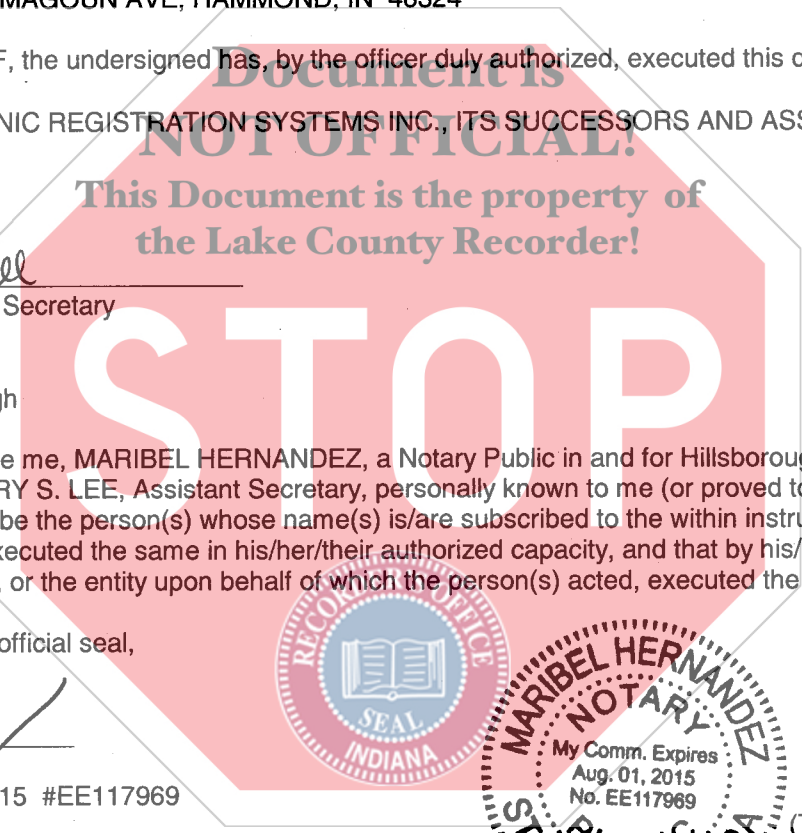 MAGOUN AVE, HAMMOND, IN 46324
F, the undersigned has, by the officer duly authorized, executed this
Document is
NIC REGISTRATION SYSTEMS INC., ITS SUCCESSORS AND ASS
NOT OFFICIAL!
This Document is the property of
the Lake County Recorder!
Secretary
STOP
gh
e me, MARIBEL HERNANDEZ, a Notary Public in and for Hillsboroug
RY S. LEE, Assistant Secretary, personally known to me (or proved to
be the person(s) whose name(s) is/are subscribed to the within instru
xecuted the same in his/her/their authorized capacity, and that by his/
, or the entity upon behalf of which the person(s) acted, executed the
RECORDER'S OFFICE
SEAL
INDIANA
official seal,
MARIBEL HERNANDEZ
NOTARY
My Comm. Expires
Aug. 01, 2015
No. EE117969
15 #EE117969